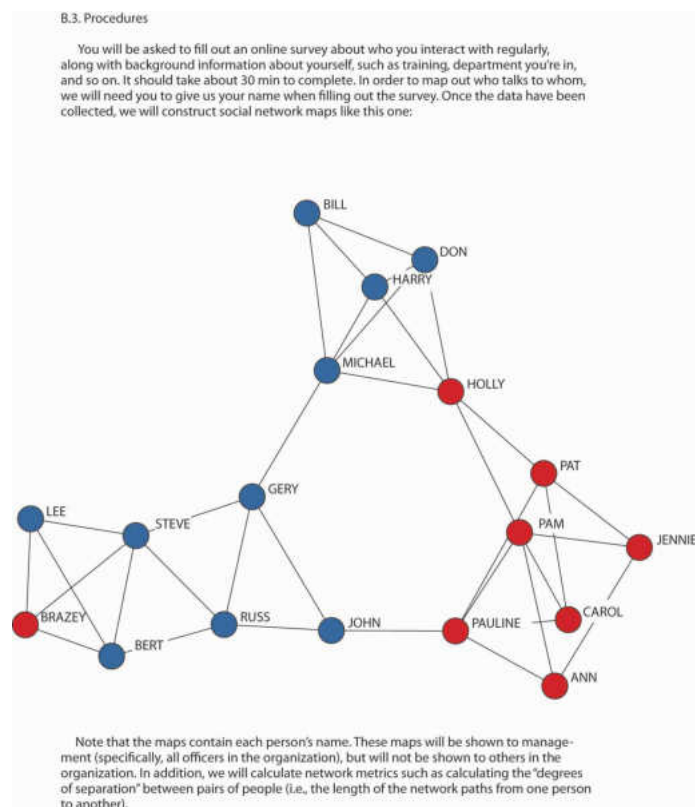 B.3. Procedures
You will be asked to fill out an online survey about who you interact with regularly,
along with background information about yourself, such as training, department you're in,
and so on. It should take about 30 min to complete. In order to map out who talks to whom,
we will need you to give us your name when filling out the survey. Once the data have been
collected, we will construct social network maps like this one:
BILL
DON
HARRY
MICHAEL
HOLLY
PAT
GERY
LEE
STEVE
PAM
JENNIE
BRAZEY
RUSS
JOHN
PAULINE
CAROL
BERT
ANN
Note that the maps contain each person's name. These maps will be shown to manage-
ment (specifically, all officers in the organization), but will not be shown to others in the
organization. In addition, we will calculate network metrics such as calculating the "degrees
of separation" between pairs of people (i.e., the length of the network paths from one person
to another).